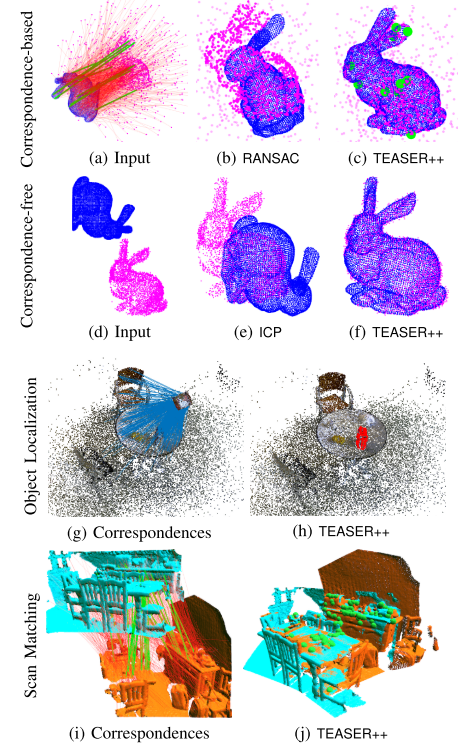 Correspondence-based
(a) Input
(b) RANSAC
(c) TEASER++
Correspondence-free
(d) Input
(e) ICP
(f) TEASER++
Object Localization
(g) Correspondences
(h) TEASER++
Scan Matching
(i) Correspondences
(j) TEASER++